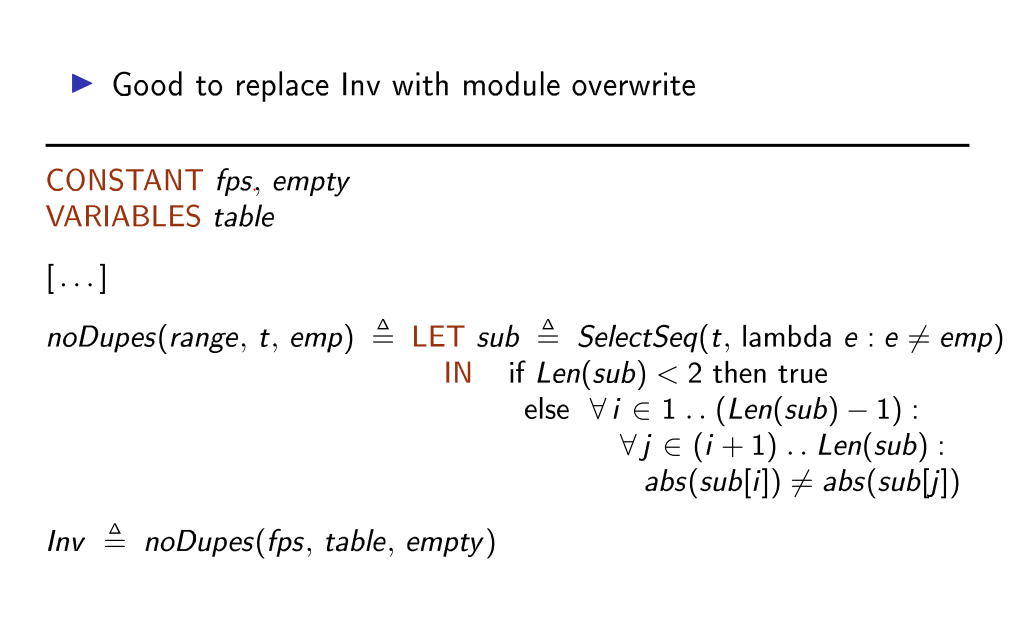 ▶ Good to replace Inv with module overwrite
CONSTANT fps, empty
VARIABLES table
[...]
noDupes(range, t, emp) ≜ LET sub ≜ SelectSeq(t, lambda e : e ≠ emp)
IN if Len(sub) < 2 then true
else ∀ i ∈ 1 .. (Len(sub) − 1) :
∀ j ∈ (i + 1) .. Len(sub) :
abs(sub[i]) ≠ abs(sub[j])
Inv ≜ noDupes(fps, table, empty)